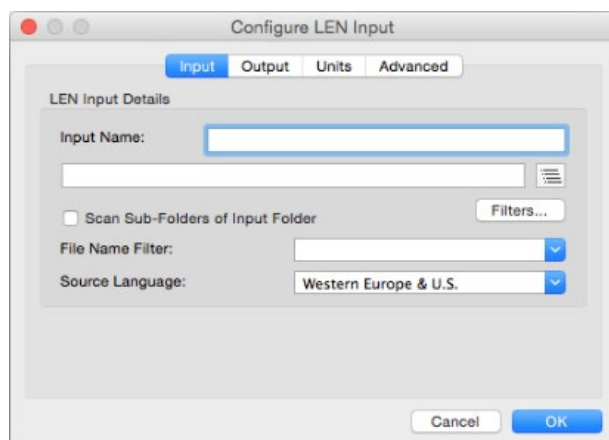 Configure LEN Input
Input Output Units Advanced
LEN Input Details
Input Name:
Scan Sub-Folders of Input Folder
Filters...
File Name Filter:
Source Language: Western Europe & U.S.
Cancel OK